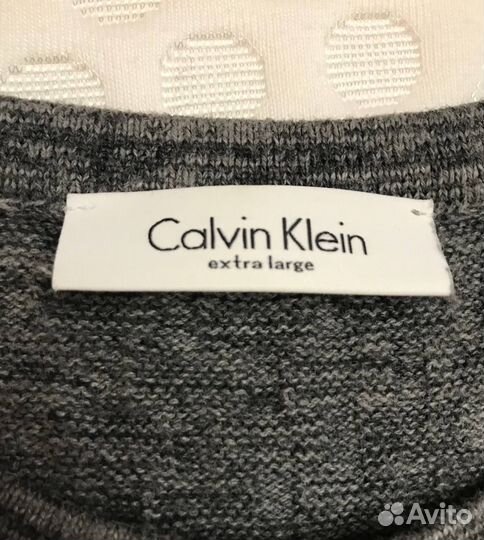 Calvin Klein
extra large
Avito